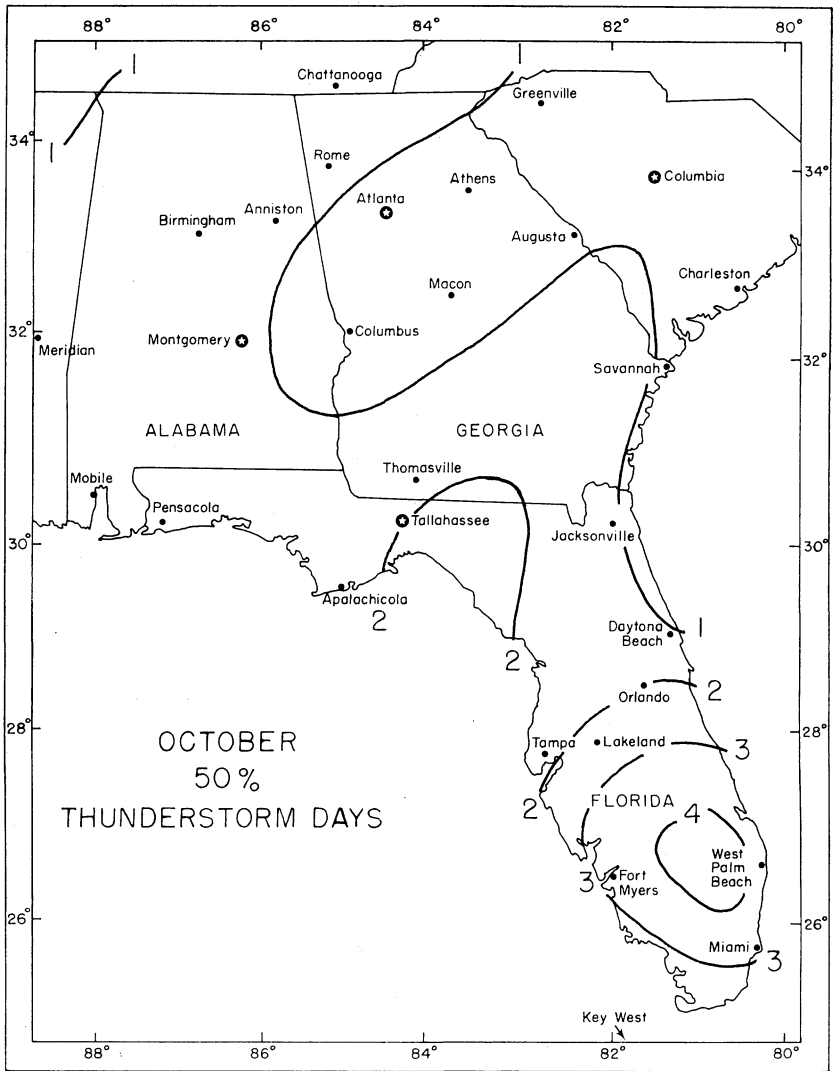 88° 86° 84° 82° 80°
1
1
Chattanooga
Greenville
34°
1
Rome
34°
Athens
Columbia
Atlanta
Anniston
Birmingham
Augusta
Charleston
Macon
32°
Columbus
Montgomery
Meridian
32°
Savannah
ALABAMA
GEORGIA
Thomasville
Mobile
Pensacola
Tallahassee
Jacksonville
30°
30°
Apalachicola
2
Daytona
Beach
1
2
Orlando
2
28°
28°
OCTOBER
50%
THUNDERSTORM DAYS
Tampa
Lakeland
3
2
FLORIDA
4
West
Palm
Beach
3
Fort
Myers
26°
26°
Miami
3
Key West
88° 86° 84° 82° 80°